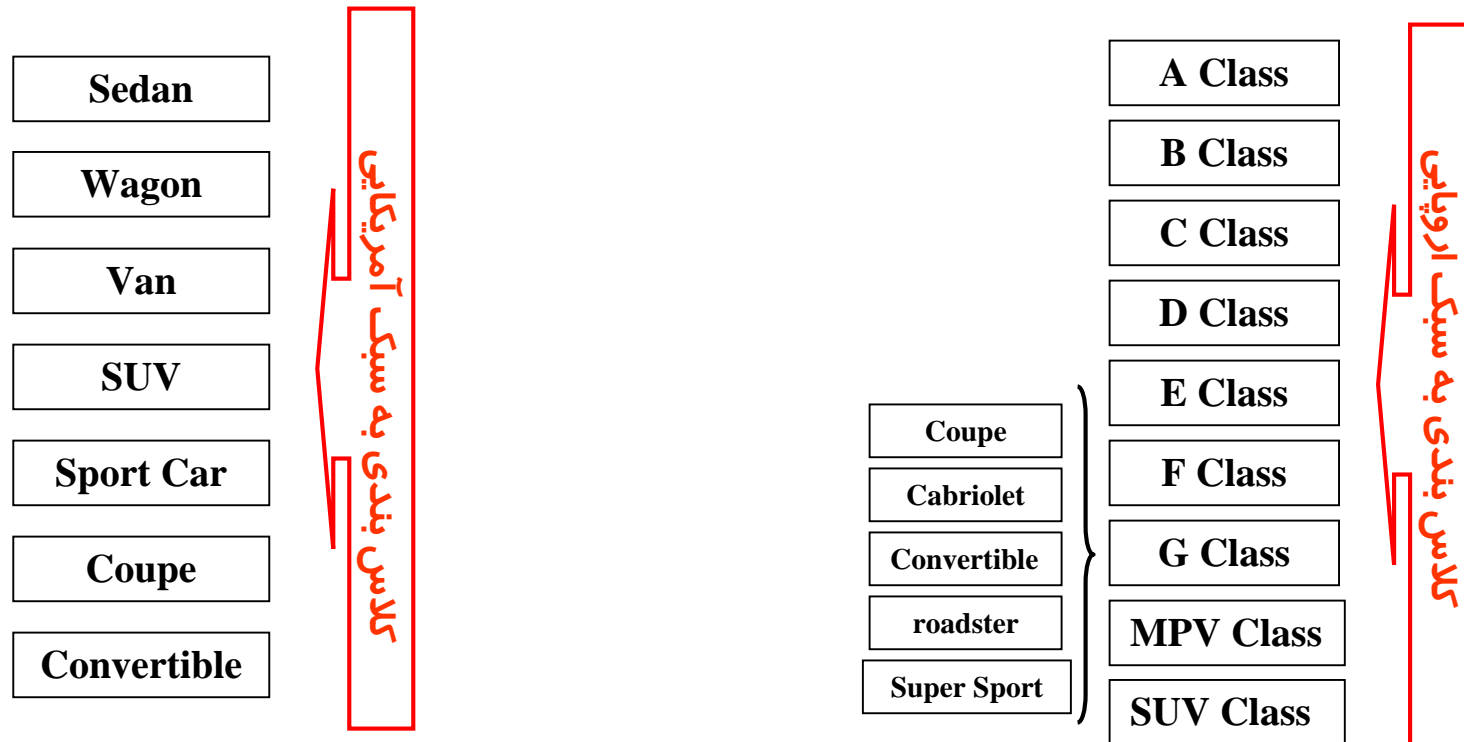 Sedan
Wagon
Van
SUV
Sport Car
Coupe
Convertible
کلاس بندی به سبک آمریکایی
A Class
B Class
C Class
D Class
E Class
F Class
G Class
MPV Class
SUV Class
Coupe
Cabriolet
Convertible
roadster
Super Sport
کلاس بندی به سبک اروپایی